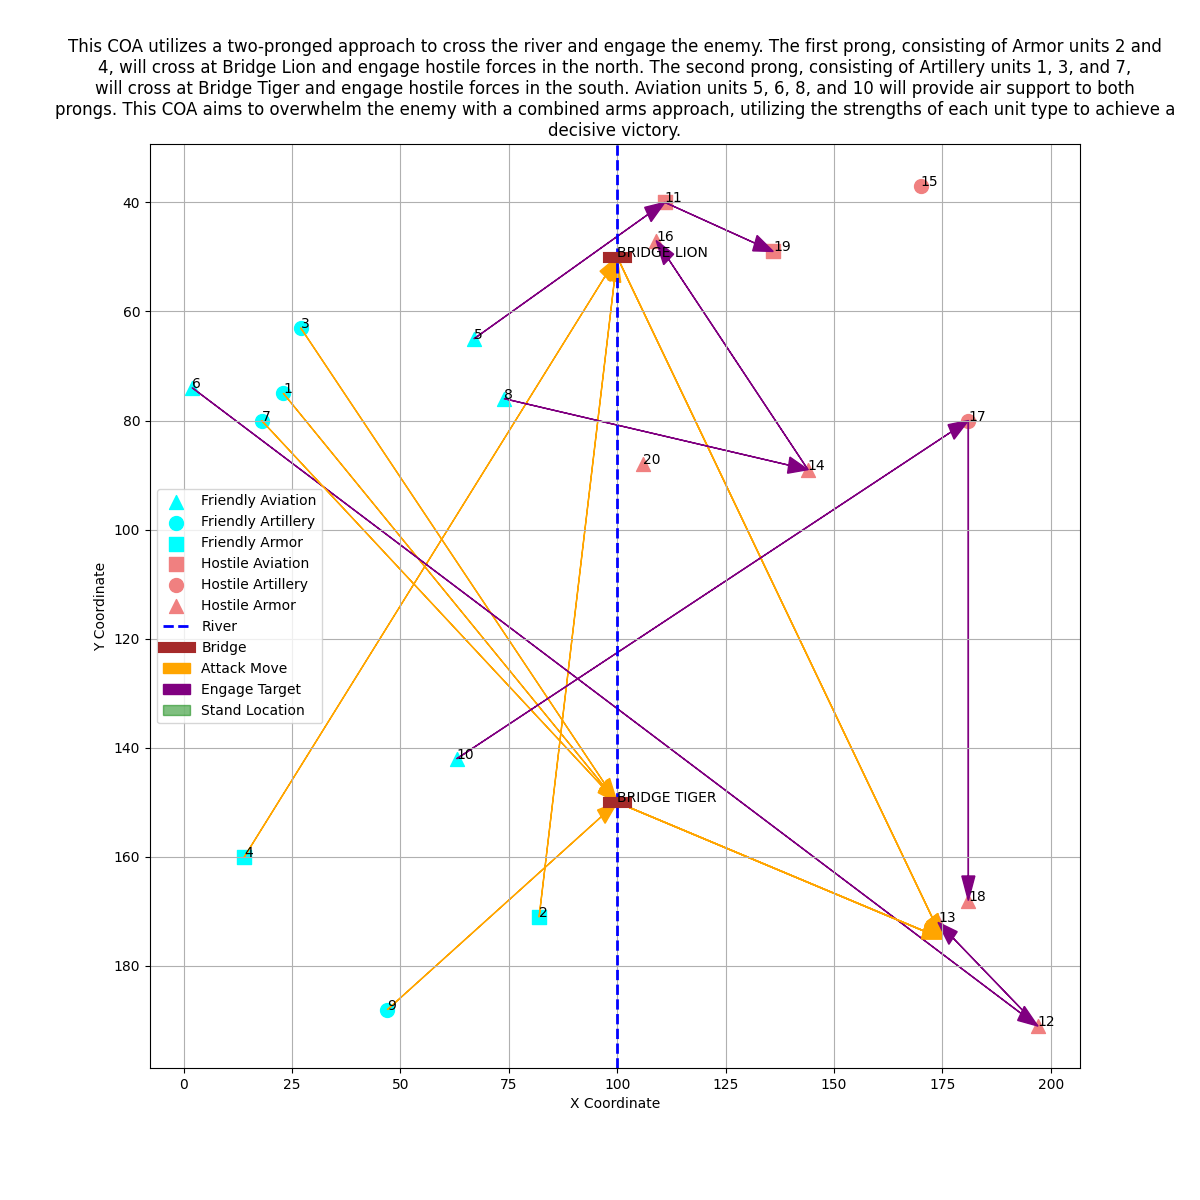 This COA utilizes a two-pronged approach to cross the river and engage the enemy. The first prong, consisting of Armor units 2 and
4, will cross at Bridge Lion and engage hostile forces in the north. The second prong, consisting of Artillery units 1, 3, and 7,
will cross at Bridge Tiger and engage hostile forces in the south. Aviation units 5, 6, 8, and 10 will provide air support to both
prongs. This COA aims to overwhelm the enemy with a combined arms approach, utilizing the strengths of each unit type to achieve a
decisive victory.
15
11
40
16
19
BRIDGE LION
60
3
5
6
1
8
7
17
80
20
14
Friendly Aviation
Friendly Artillery
100
Friendly Armor
Hostile Aviation
Hostile Artillery
Hostile Armor
River
120
Bridge
Attack Move
Engage Target
Stand Location
Y Coordinate
140
10
BRIDGE TIGER
160
4
18
2
13
180
9
12
0
25
50
75
100
125
150
175
200
X Coordinate